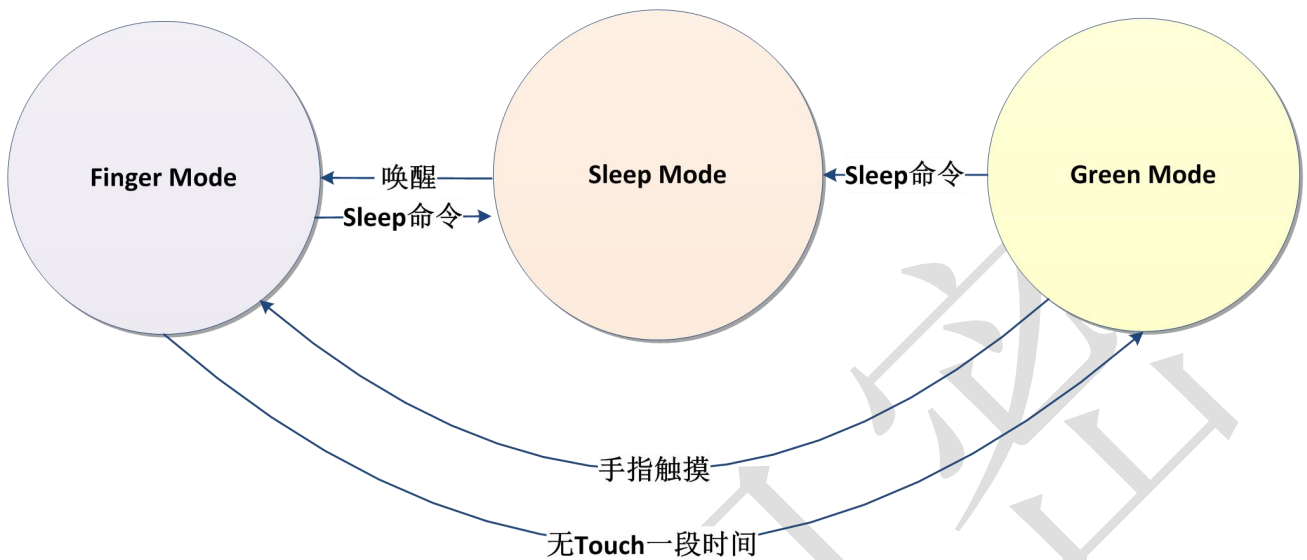 Finger Mode
唤醒
Sleep命令
Sleep Mode
Sleep命令
Green Mode
手指触摸
无Touch一段时间
密